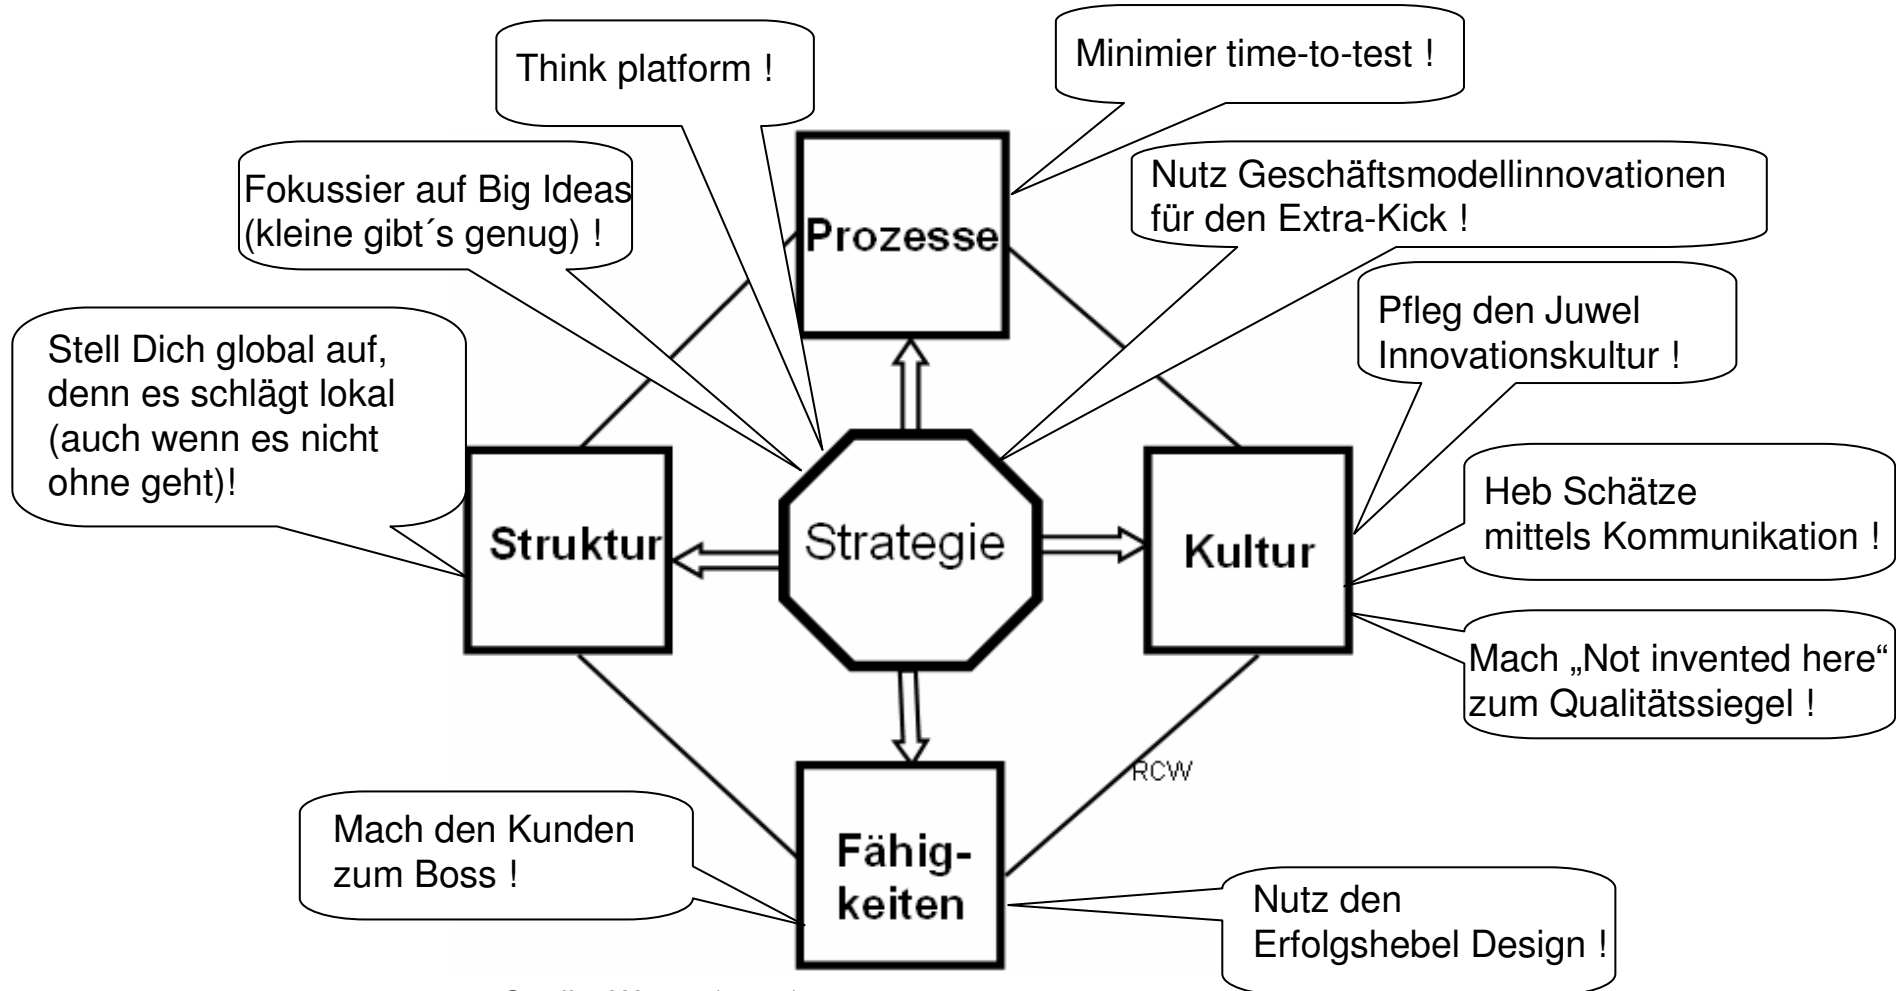 Think platform !
Minimier time-to-test !
Fokussier auf Big Ideas
(kleine gibt´s genug) !
Nutz Geschäftsmodellinnovationen
für den Extra-Kick !
Prozesse
Stell Dich global auf,
denn es schlägt lokal
(auch wenn es nicht
ohne geht)!
Pfleg den Juwel
Innovationskultur !
Struktur
Strategie
Kultur
Heb Schätze
mittels Kommunikation !
Mach „Not invented here“
zum Qualitätssiegel !
RCW
Mach den Kunden
zum Boss !
Fähig-
keiten
Nutz den
Erfolgshebel Design !